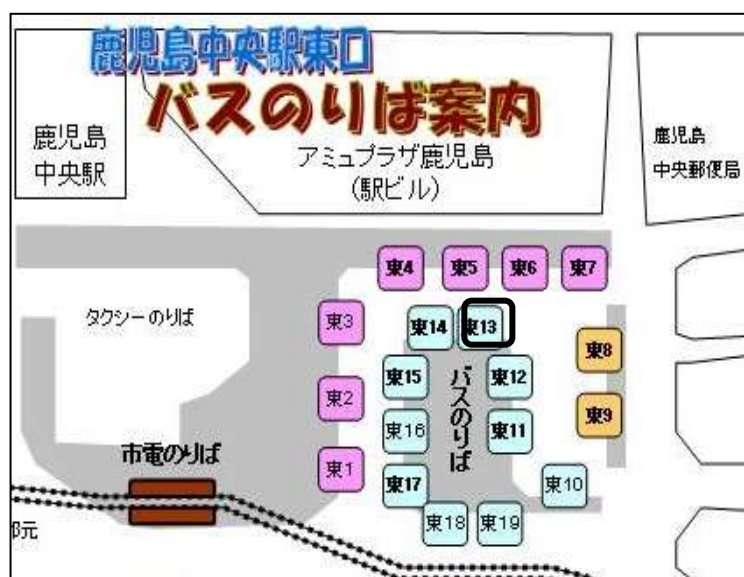 鹿児島中央駅東口
バスのりば案内
鹿児島
中央駅
アミュプラザ鹿児島
(駅ビル)
鹿児島
中央郵便局
東4
東5
東6
東7
タクシーのりば
東3
東14
東13
東8
東15
東12
東2
東9
東16
東11
バスのりば
市電のりば
東1
東17
東10
東18
東19
郡元